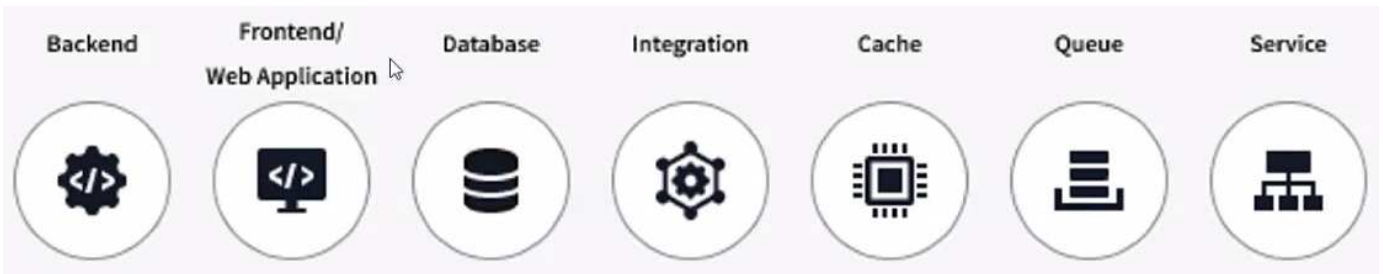 Backend
Frontend/
Web Application
Database
Integration
Cache
Queue
Service
</>
</>